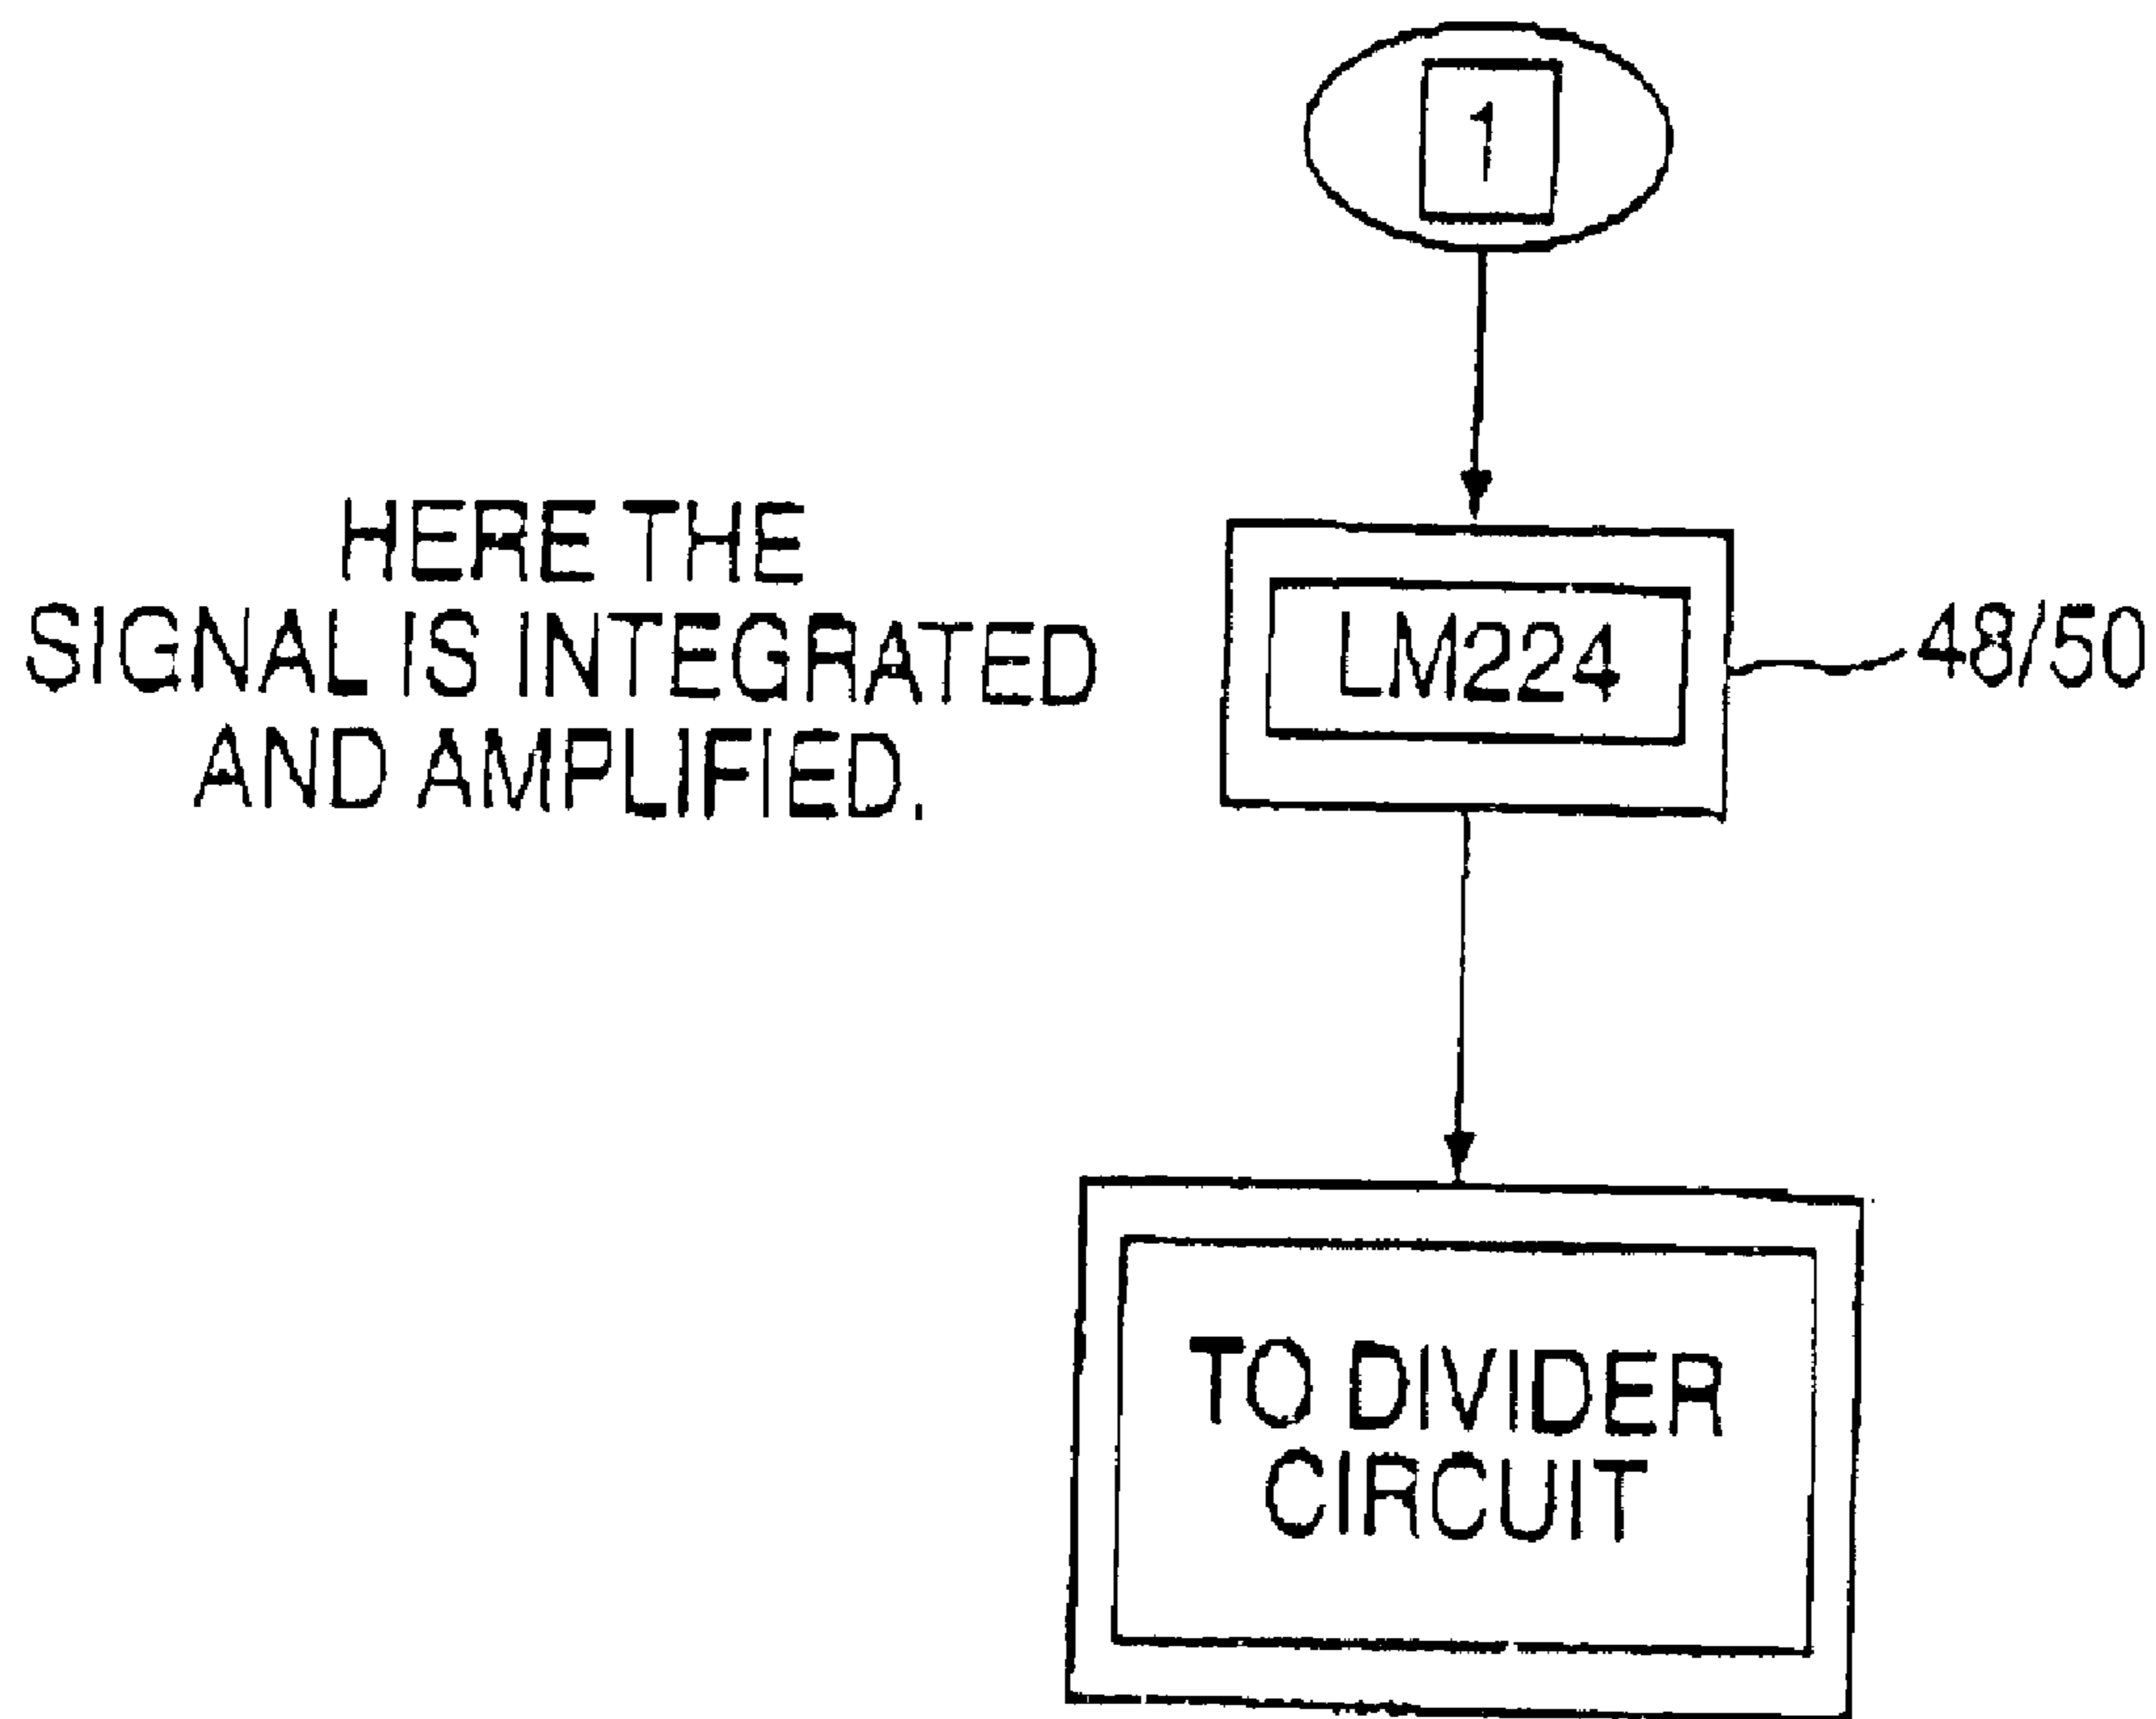 1
HERE THE
SIGNAL IS INTEGRATED
AND AMPLIFIED.
LM224
48/50
TO DIVIDER
CIRCUIT